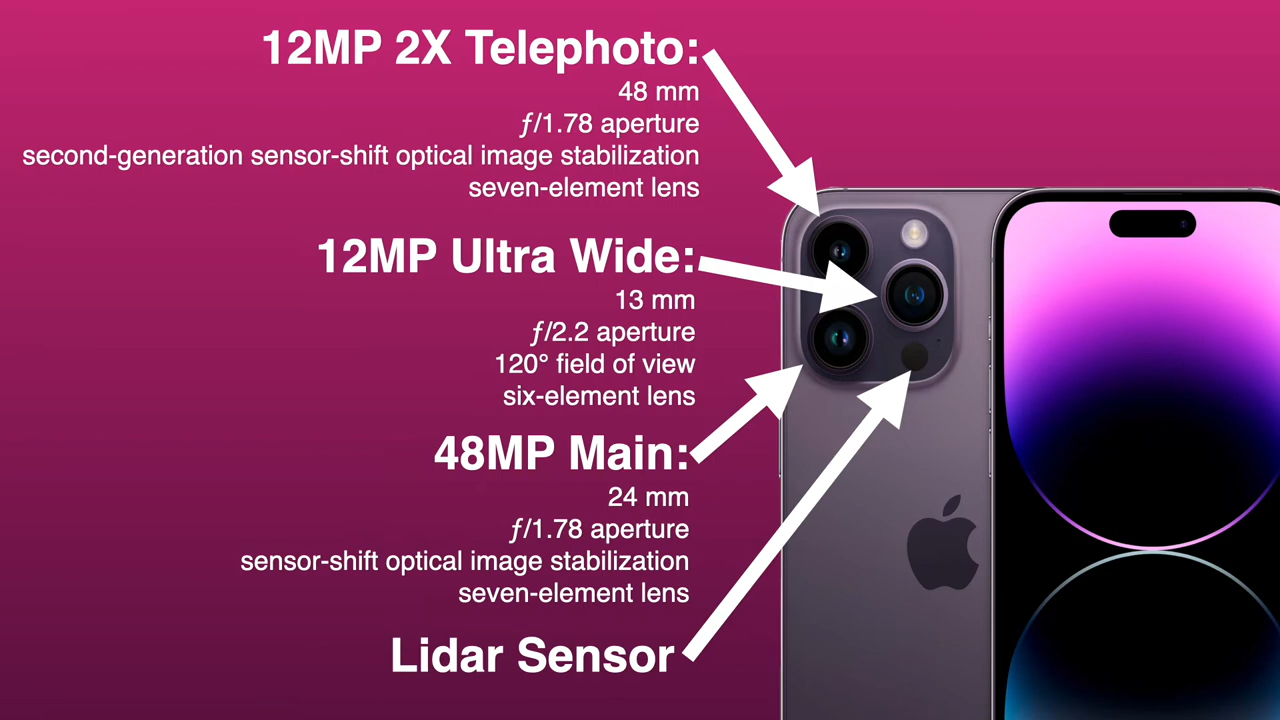 12MP 2X Telephoto:
48 mm
ƒ/1.78 aperture
second-generation sensor-shift optical image stabilization
seven-element lens
12MP Ultra Wide:
13 mm
ƒ/2.2 aperture
120° field of view
six-element lens
48MP Main:
24 mm
ƒ/1.78 aperture
sensor-shift optical image stabilization
seven-element lens
Lidar Sensor